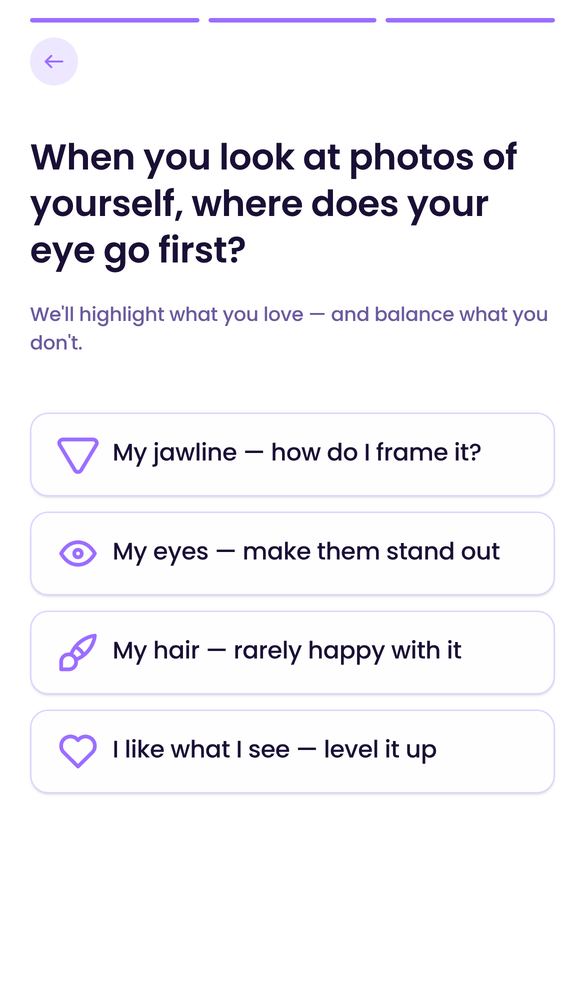 When you look at photos of
yourself, where does your
eye go first?
We'll highlight what you love — and balance what you
don't.
My jawline — how do I frame it?
My eyes — make them stand out
My hair — rarely happy with it
I like what I see — level it up